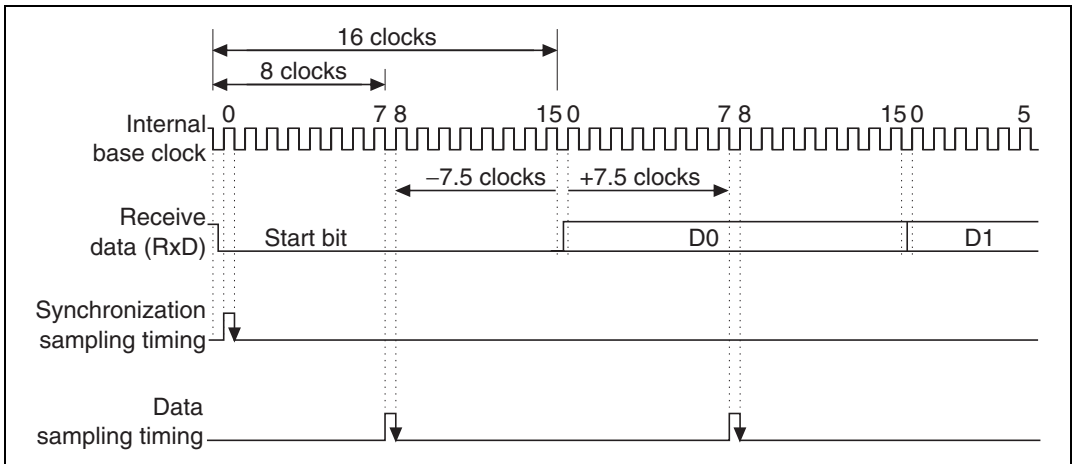 16 clocks
8 clocks
Internal base clock
0 7 8 15 0 7 8 15 0 5
−7.5 clocks +7.5 clocks
Receive data (RxD)
Start bit D0 D1
Synchronization sampling timing
Data sampling timing